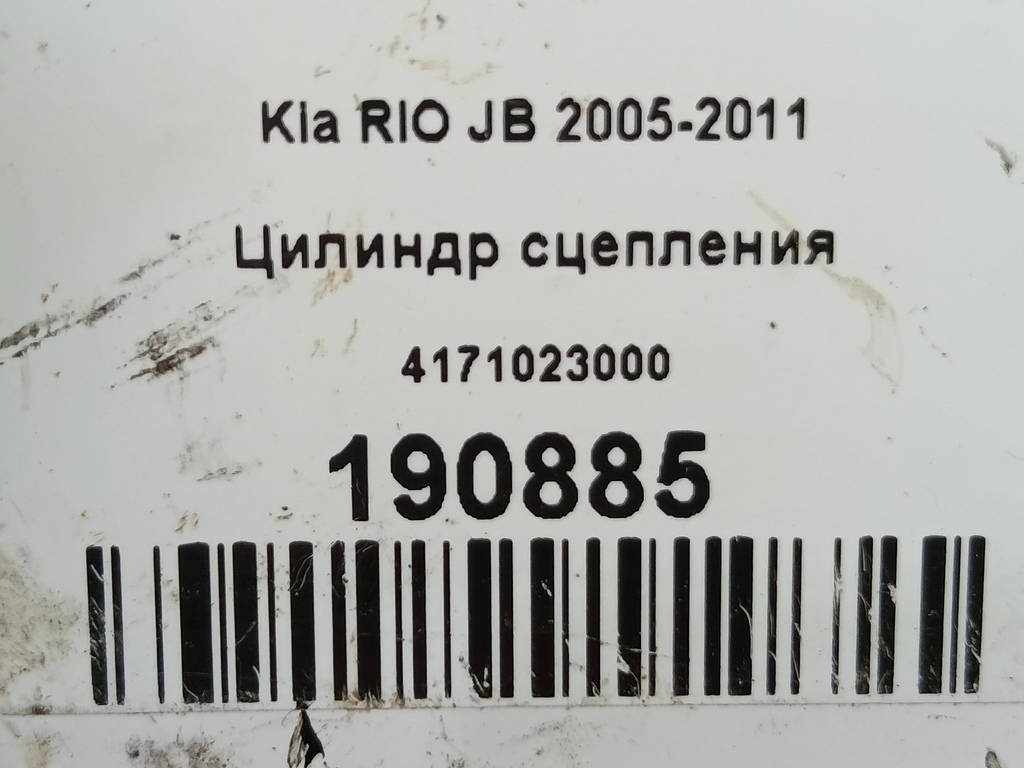 Kia RIO JB 2005-2011
Цилиндр сцепления
4171023000
190885